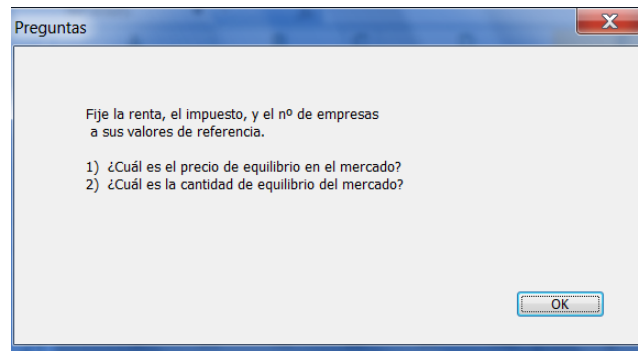 Preguntas
X
Fije la renta, el impuesto, y el nº de empresas
a sus valores de referencia.
1) ¿Cuál es el precio de equilibrio en el mercado?
2) ¿Cuál es la cantidad de equilibrio del mercado?
OK